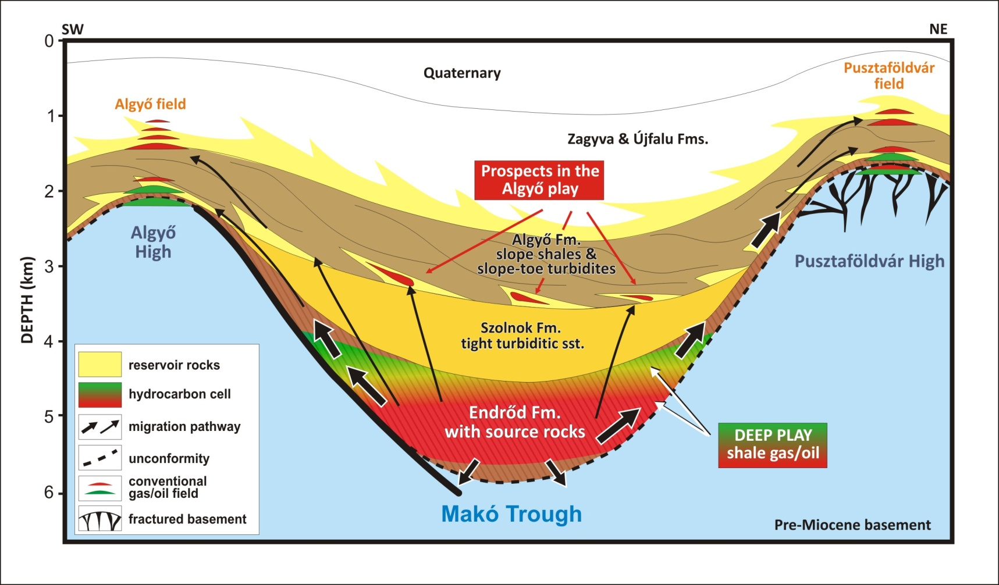 SW
NE
0
1
2
3
4
5
6
DEPTH (km)
Quaternary
Pusztaföldvár
field
Algyő field
Zagyva & Újfalu Fms.
Prospects in the
Algyő play
Algyő
High
Algyő Fm.
slope shales &
slope-toe turbidites
Pusztaföldvár High
Szolnok Fm.
tight turbiditic sst.
Endrőd Fm.
with source rocks
DEEP PLAY
shale gas/oil
Makó Trough
Pre-Miocene basement
reservoir rocks
hydrocarbon cell
migration pathway
unconformity
conventional
gas/oil field
fractured basement